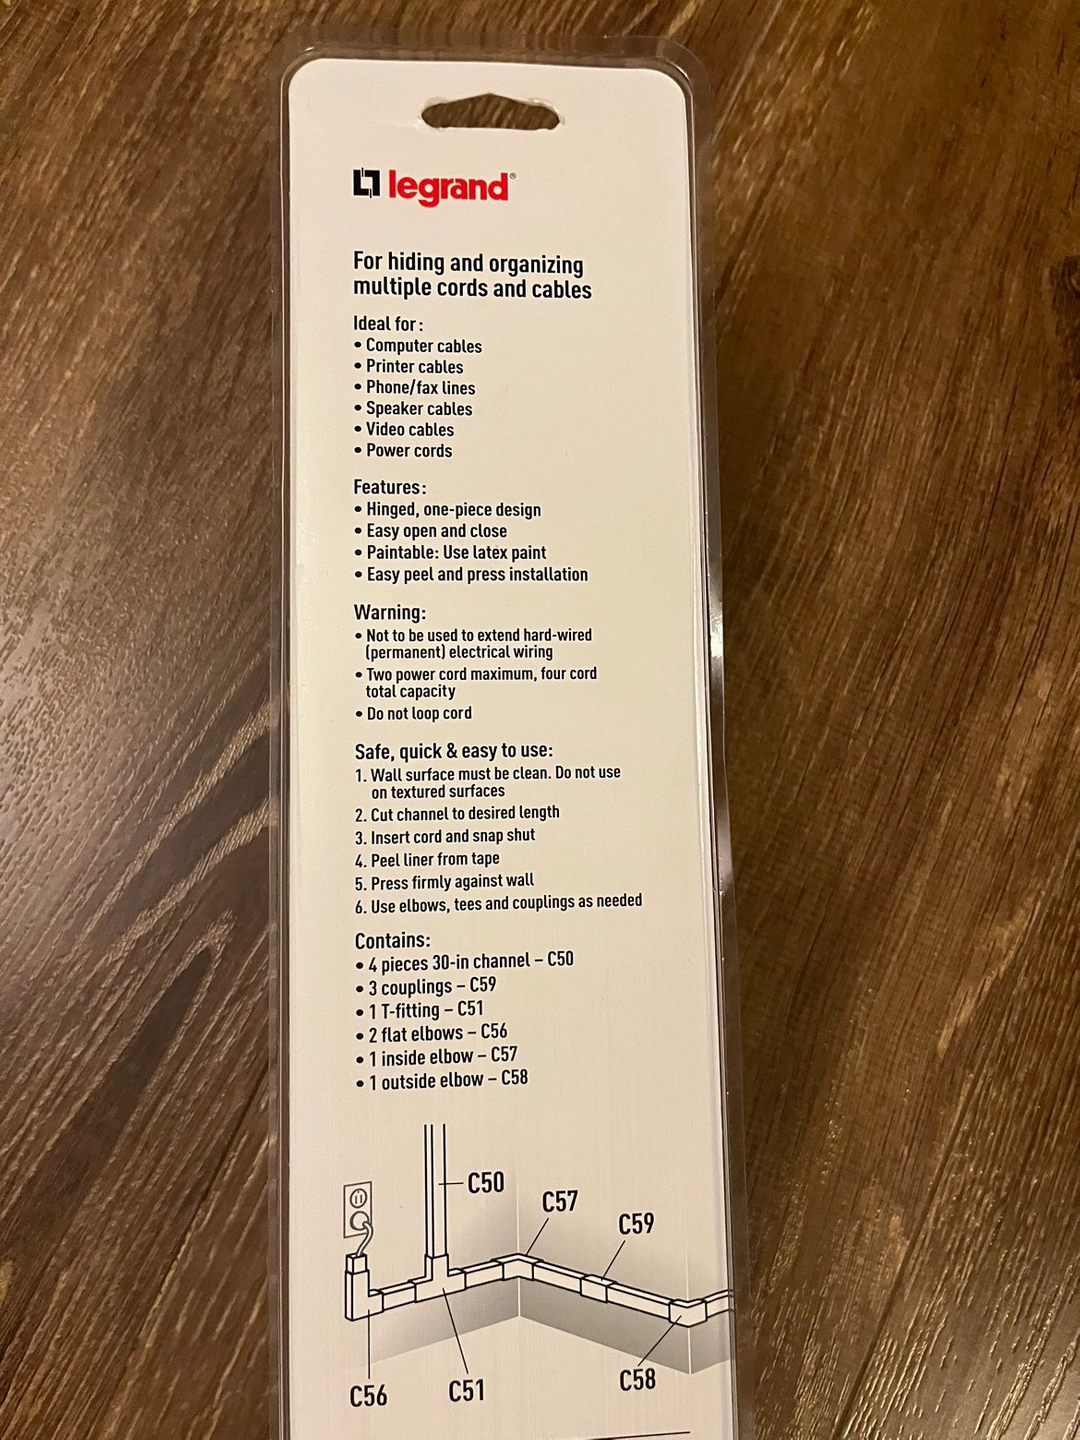 legrand®
For hiding and organizing
multiple cords and cables
Ideal for:
• Computer cables
• Printer cables
• Phone/fax lines
• Speaker cables
• Video cables
• Power cords
Features:
• Hinged, one-piece design
• Easy open and close
• Paintable: Use latex paint
• Easy peel and press installation
Warning:
• Not to be used to extend hard-wired
(permanent) electrical wiring
• Two power cord maximum, four cord
total capacity
• Do not loop cord
Safe, quick & easy to use:
1. Wall surface must be clean. Do not use
on textured surfaces
2. Cut channel to desired length
3. Insert cord and snap shut
4. Peel liner from tape
5. Press firmly against wall
6. Use elbows, tees and couplings as needed
Contains:
• 4 pieces 30-in channel – C50
• 3 couplings – C59
• 1 T-fitting – C51
• 2 flat elbows – C56
• 1 inside elbow – C57
• 1 outside elbow – C58
C50
C57
C59
C58
C56
C51